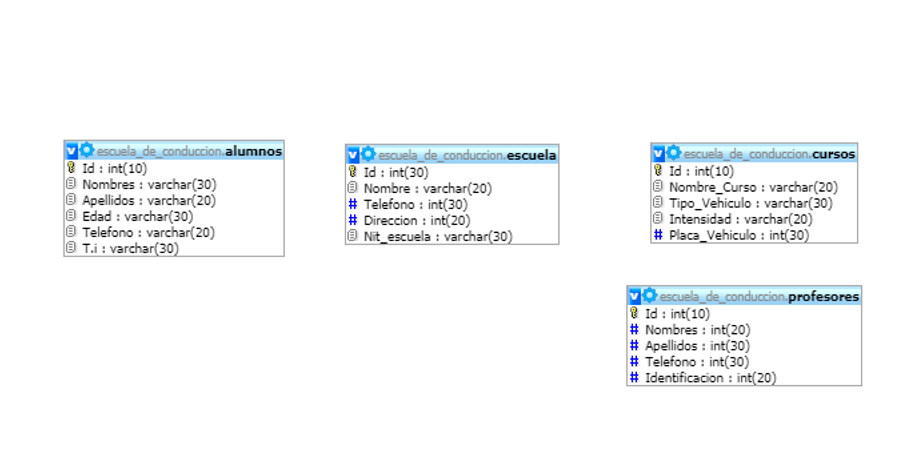 escuela_de_conduccion.alumnos
Id : int(10)
Nombres : varchar(30)
Apellidos : varchar(20)
Edad : varchar(30)
Telefono : varchar(20)
T.i : varchar(30)
escuela_de_conduccion.escuela
Id : int(30)
Nombre : varchar(20)
# Telefono : int(30)
# Direccion : int(20)
Nit_escuela : varchar(30)
escuela_de_conduccion.cursos
Id : int(10)
Nombre_Curso : varchar(20)
Tipo_Vehiculo : varchar(30)
Intensidad : varchar(20)
# Placa_Vehiculo : int(30)
escuela_de_conduccion.profesores
Id : int(10)
# Nombres : int(20)
# Apellidos : int(30)
# Telefono : int(30)
# Identificacion : int(20)